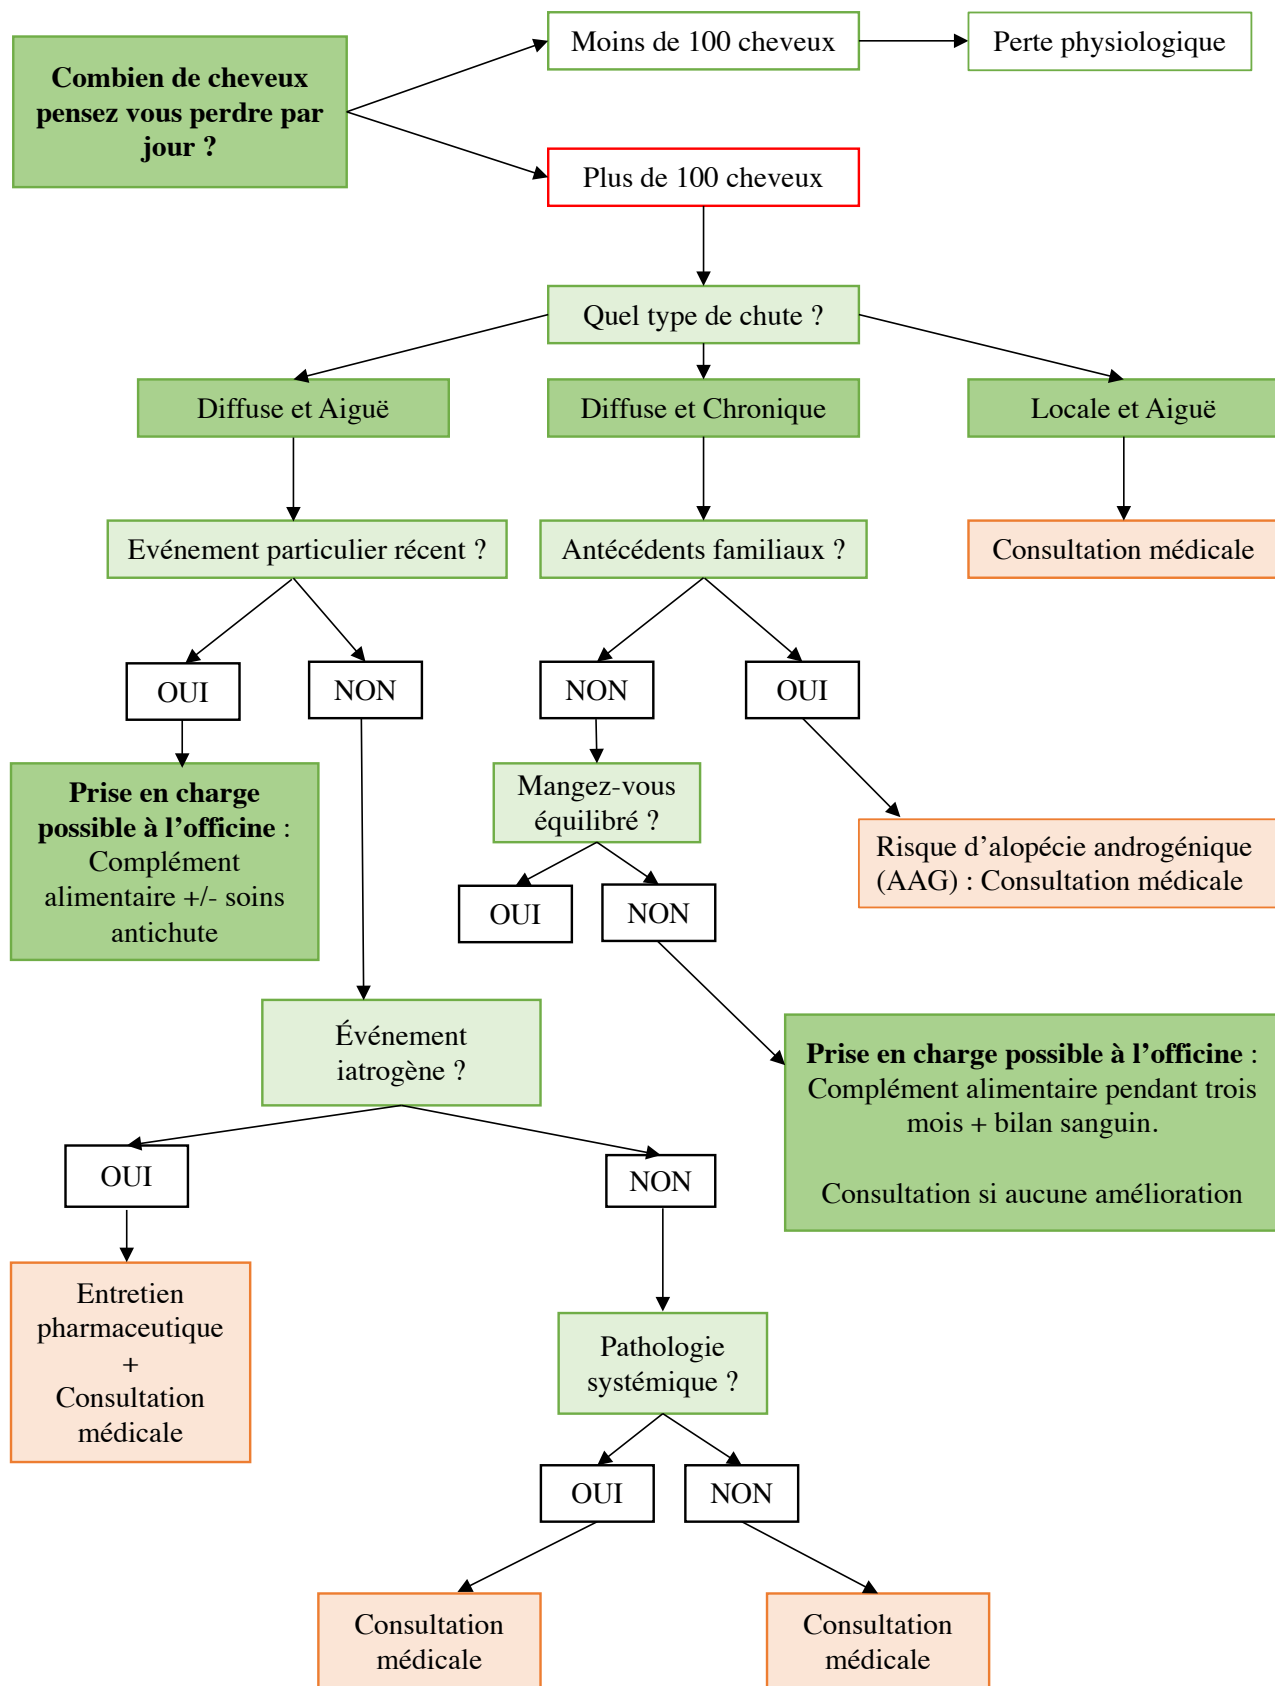 Combien de cheveux
pensez vous perdre par
jour ?
Moins de 100 cheveux
Perte physiologique
Plus de 100 cheveux
Quel type de chute ?
Diffuse et Aiguë
Diffuse et Chronique
Locale et Aiguë
Evénement particulier récent ?
Antécédents familiaux ?
Consultation médicale
OUI
NON
NON
OUI
Prise en charge
possible à l’officine :
Complément
alimentaire +/- soins
antichute
Mangez-vous
équilibré ?
Risque d’alopécie androgénique
(AAG) : Consultation médicale
OUI
NON
Événement
iatrogène ?
Prise en charge possible à l’officine :
Complément alimentaire pendant trois
mois + bilan sanguin.
Consultation si aucune amélioration
OUI
NON
Entretien
pharmaceutique
+
Consultation
médicale
Pathologie
systémique ?
OUI
NON
Consultation
médicale
Consultation
médicale